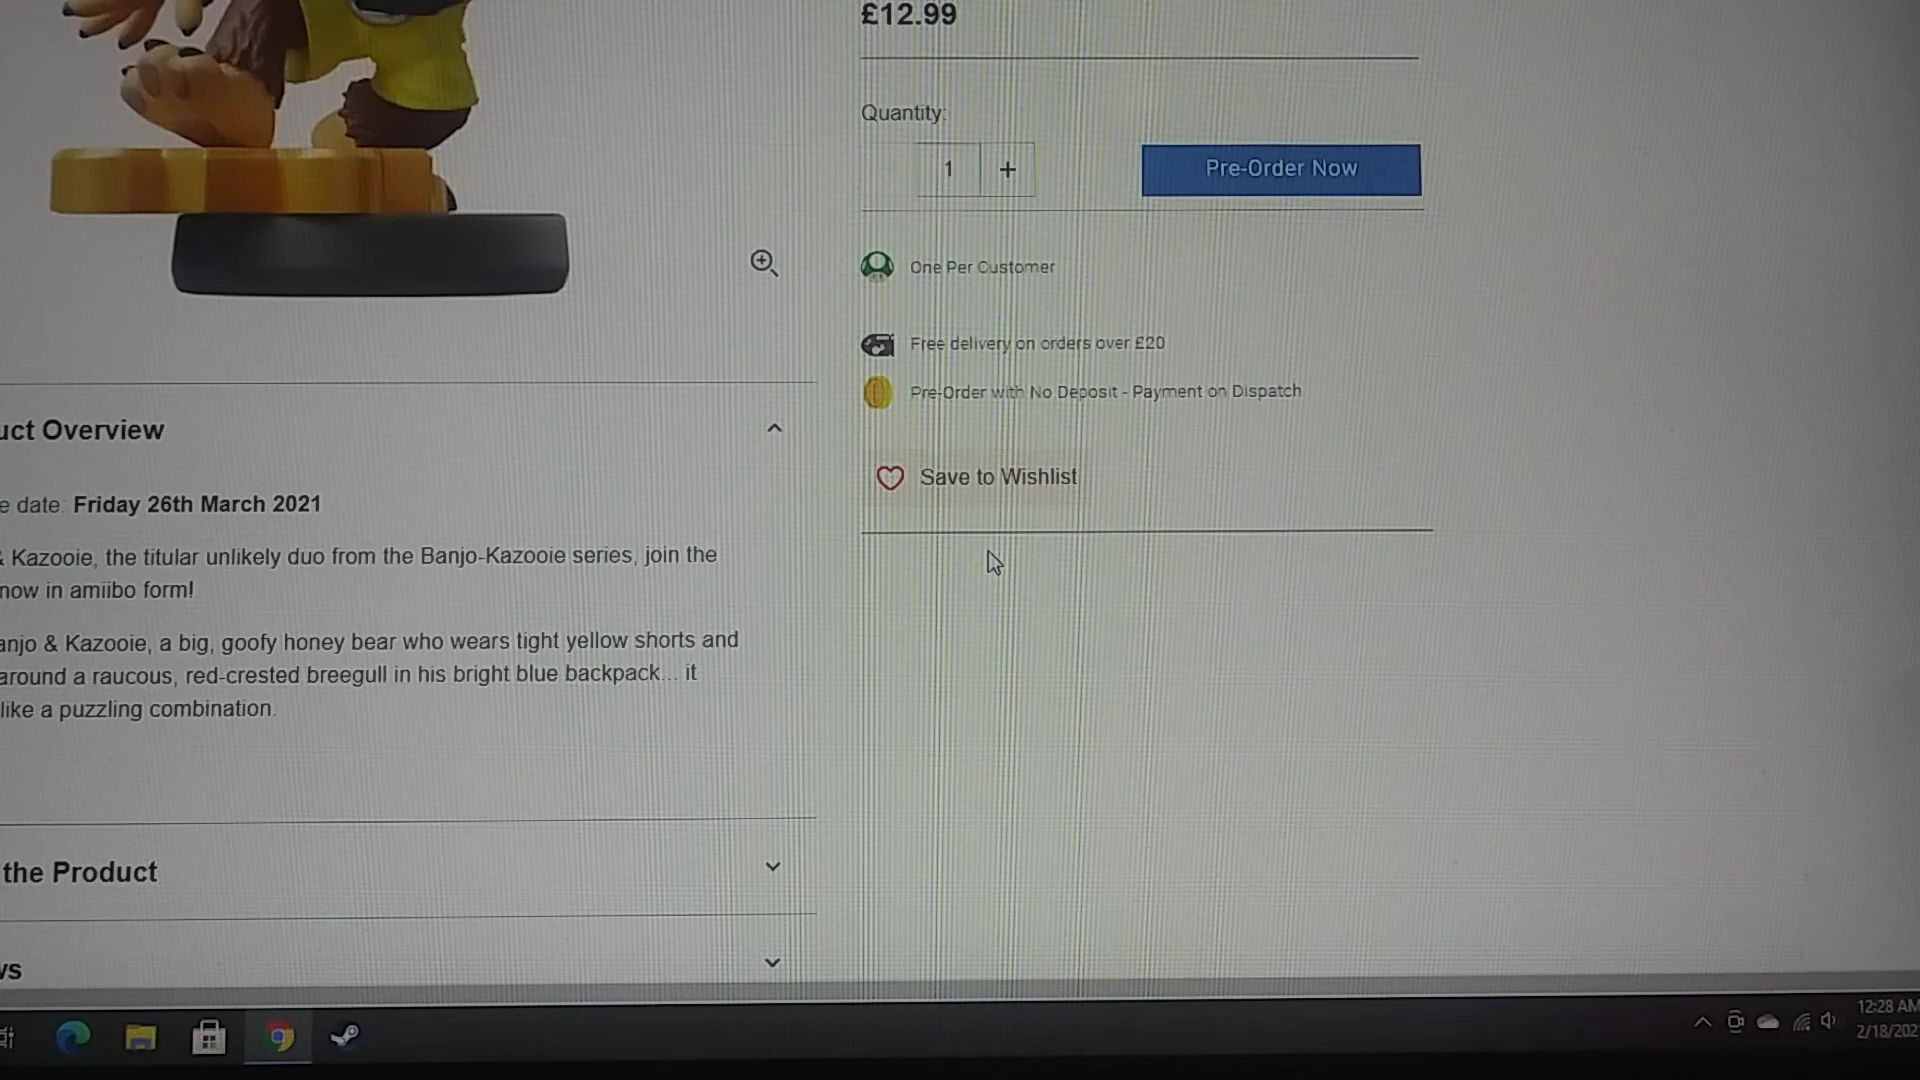 £12.99
Quantity:
1 +
Pre-Order Now
One Per Customer
Free delivery on orders over £20
Pre-Order with No Deposit - Payment on Dispatch
Save to Wishlist
uct Overview
e date: Friday 26th March 2021
& Kazooie, the titular unlikely duo from the Banjo-Kazooie series, join the
now in amiibo form!
anjo & Kazooie, a big, goofy honey bear who wears tight yellow shorts and
around a raucous, red-crested breegull in his bright blue backpack... it
like a puzzling combination.
the Product
ws
12:28 AM
2/18/202